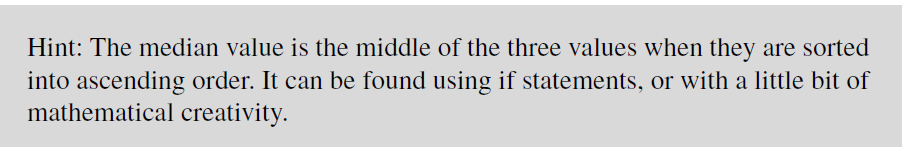 Hint: The median value is the middle of the three values when they are sorted
into ascending order. It can be found using if statements, or with a little bit of
mathematical creativity.